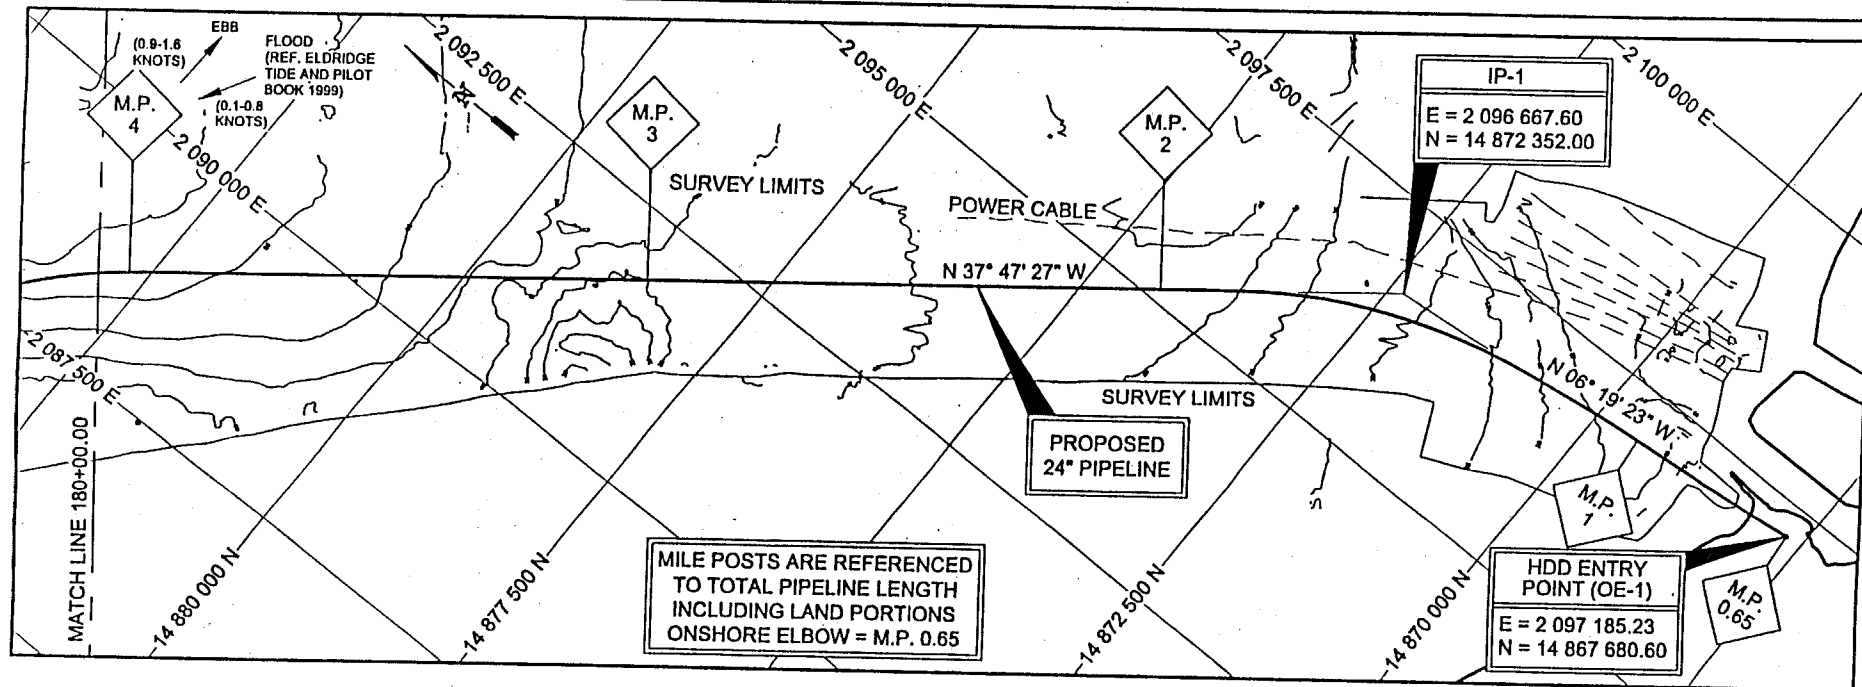 EBB
(0.9-1.6
KNOTS)
FLOOD
(REF. ELDRIDGE
TIDE AND PILOT
BOOK 1999)
(0.1-0.8
KNOTS)
M.P.
4
2 092 500 E
N
M.P.
3
2 095 000 E
M.P.
2
2 097 500 E
IP-1
E = 2 096 667.60
N = 14 872 352.00
2 100 000 E
2 090 000 E
SURVEY LIMITS
POWER CABLE
N 37° 47' 27" W
2 087 500 E
N 06° 19' 23" W
SURVEY LIMITS
PROPOSED
24" PIPELINE
MATCH LINE 180+00.00
M.P.
1
MILE POSTS ARE REFERENCED
TO TOTAL PIPELINE LENGTH
INCLUDING LAND PORTIONS
ONSHORE ELBOW = M.P. 0.65
HDD ENTRY
POINT (OE-1)
E = 2 097 185.23
N = 14 867 680.60
M.P.
0.65
14 880 000 N
14 877 500 N
14 872 500 N
14 870 000 N